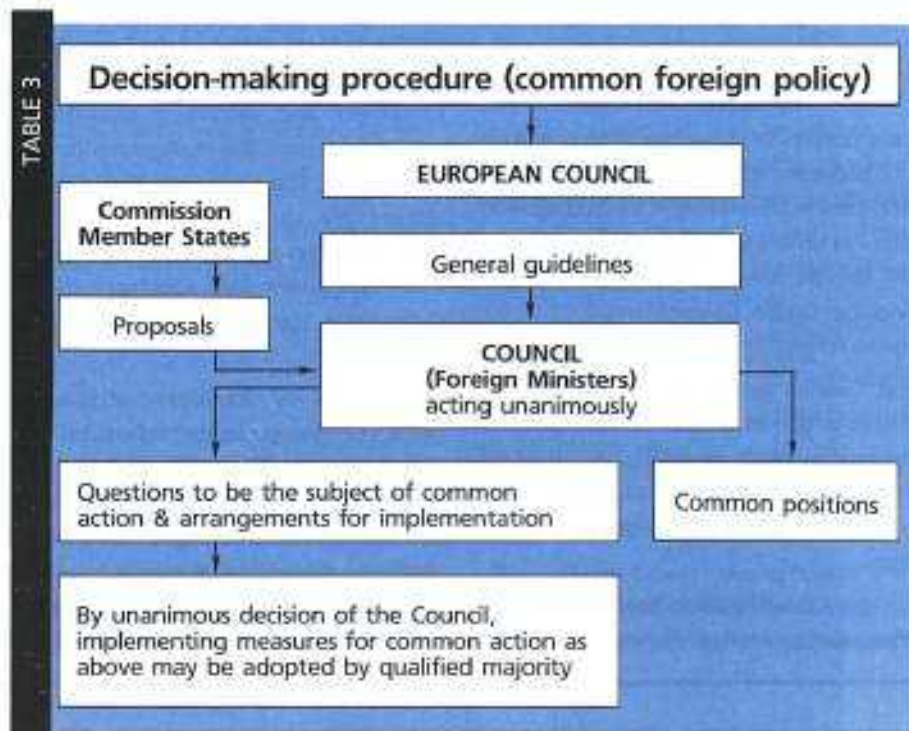 TABLE 3
Decision-making procedure (common foreign policy)
EUROPEAN COUNCIL
Commission
Member States
General guidelines
Proposals
COUNCIL
(Foreign Ministers)
acting unanimously
Questions to be the subject of common
action & arrangements for implementation
Common positions
By unanimous decision of the Council,
implementing measures for common action as
above may be adopted by qualified majority